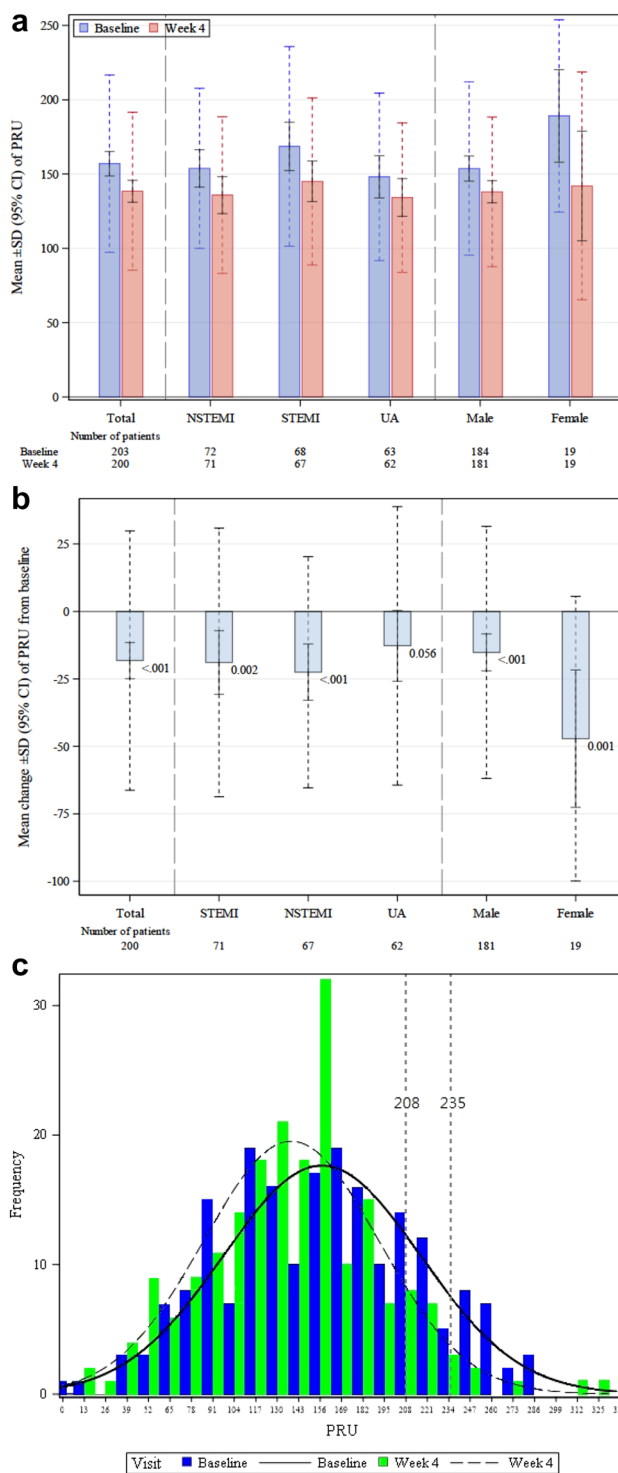 a
Baseline Week 4
Mean ±SD (95% CI) of PRU
250
200
150
100
50
0
Total NSTEMI STEMI UA Male Female
Number of patients
Baseline 203 72 68 63 184 19
Week 4 200 71 67 62 181 19
b
Mean change ±SD (95% CI) of PRU from baseline
25
0
-25
-50
-75
-100
<.001 0.002 <.001 0.056 <.001 0.001
Total STEMI NSTEMI UA Male Female
Number of patients
200 71 67 62 181 19
c
Frequency
30
20
10
0
208 235
0 13 26 39 52 65 78 91 104 117 130 143 156 169 182 195 208 221 234 247 260 273 286 299 312 325
PRU
Visit Baseline Baseline Week 4 Week 4